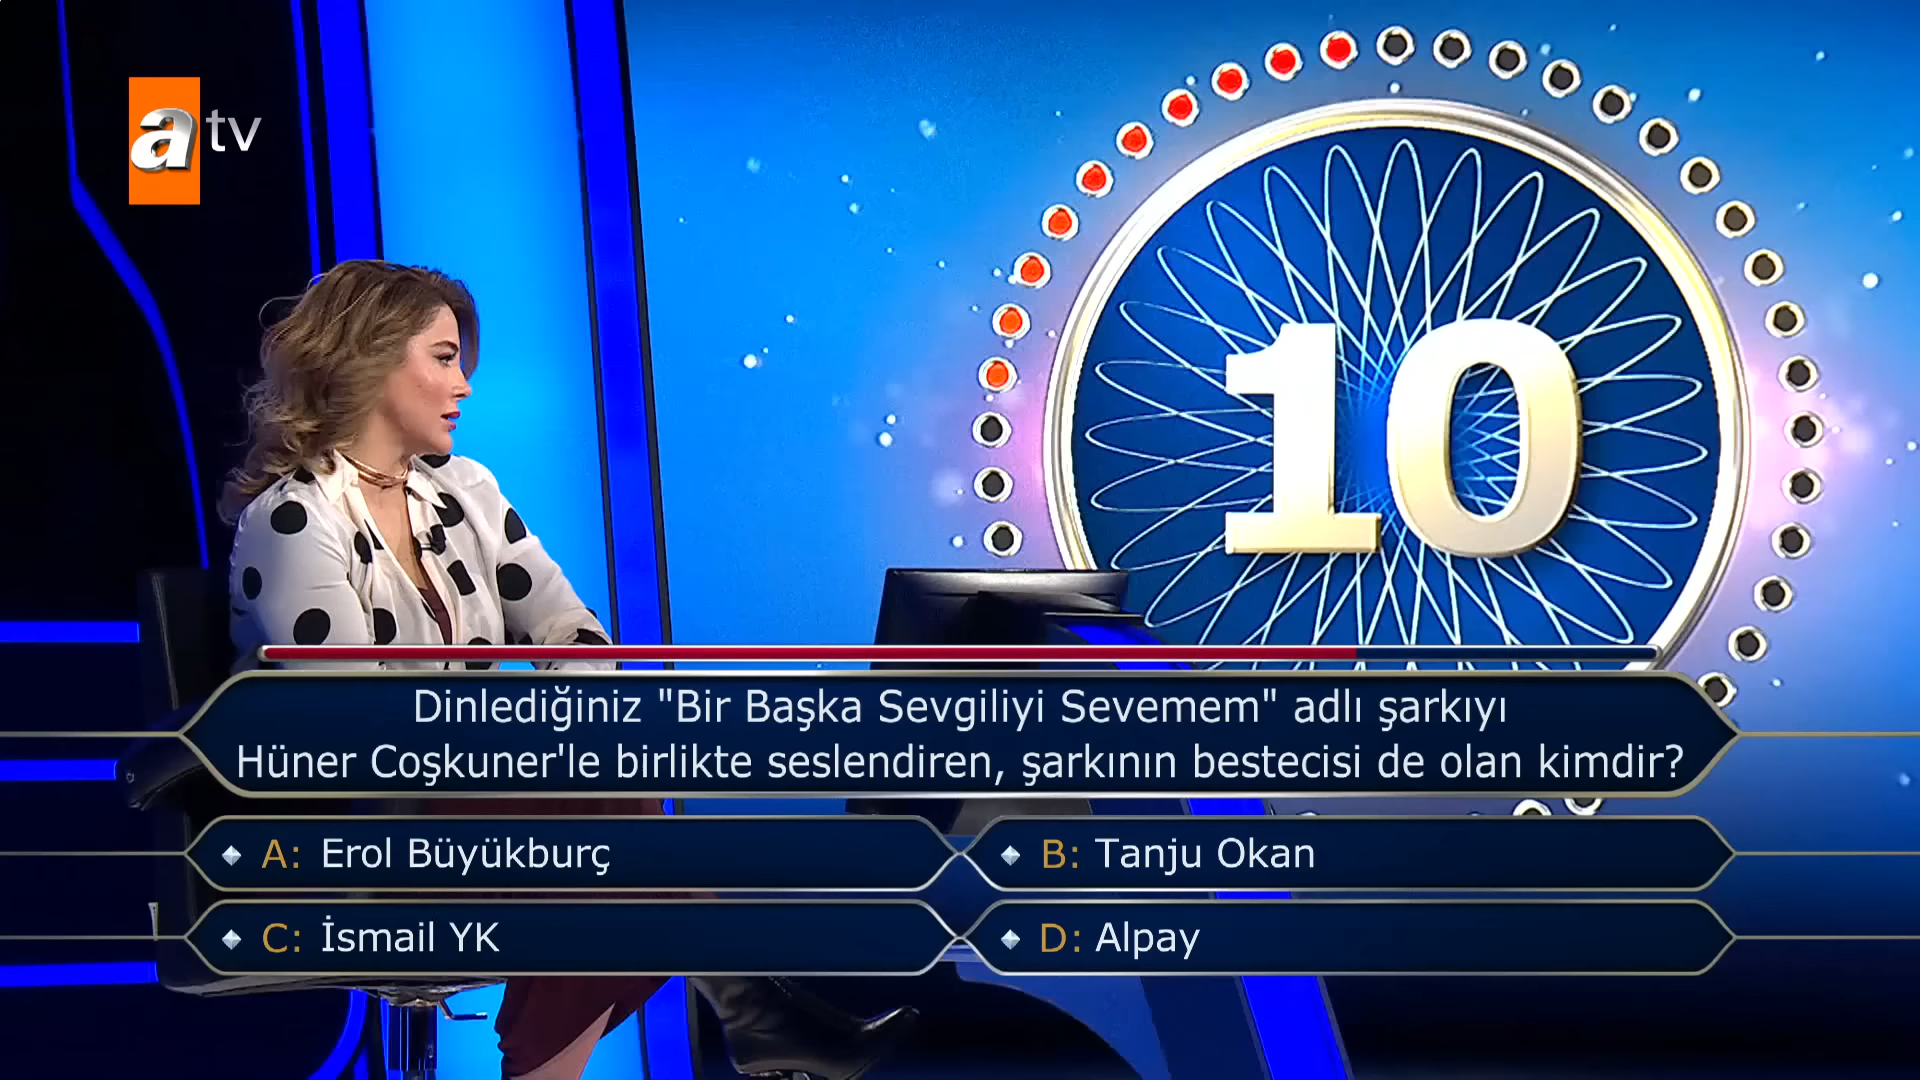 a tv
10
Dinlediğiniz "Bir Başka Sevgiliyi Sevemem" adlı şarkıyı
Hüner Coşkuner'le birlikte seslendiren, şarkının bestecisi de olan kimdir?
A: Erol Büyükburç
B: Tanju Okan
C: İsmail YK
D: Alpay